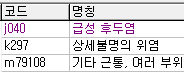 코드 명칭
j040 급성 후두염
k297 상세불명의 위염
m79108 기타 근통, 여러 부위